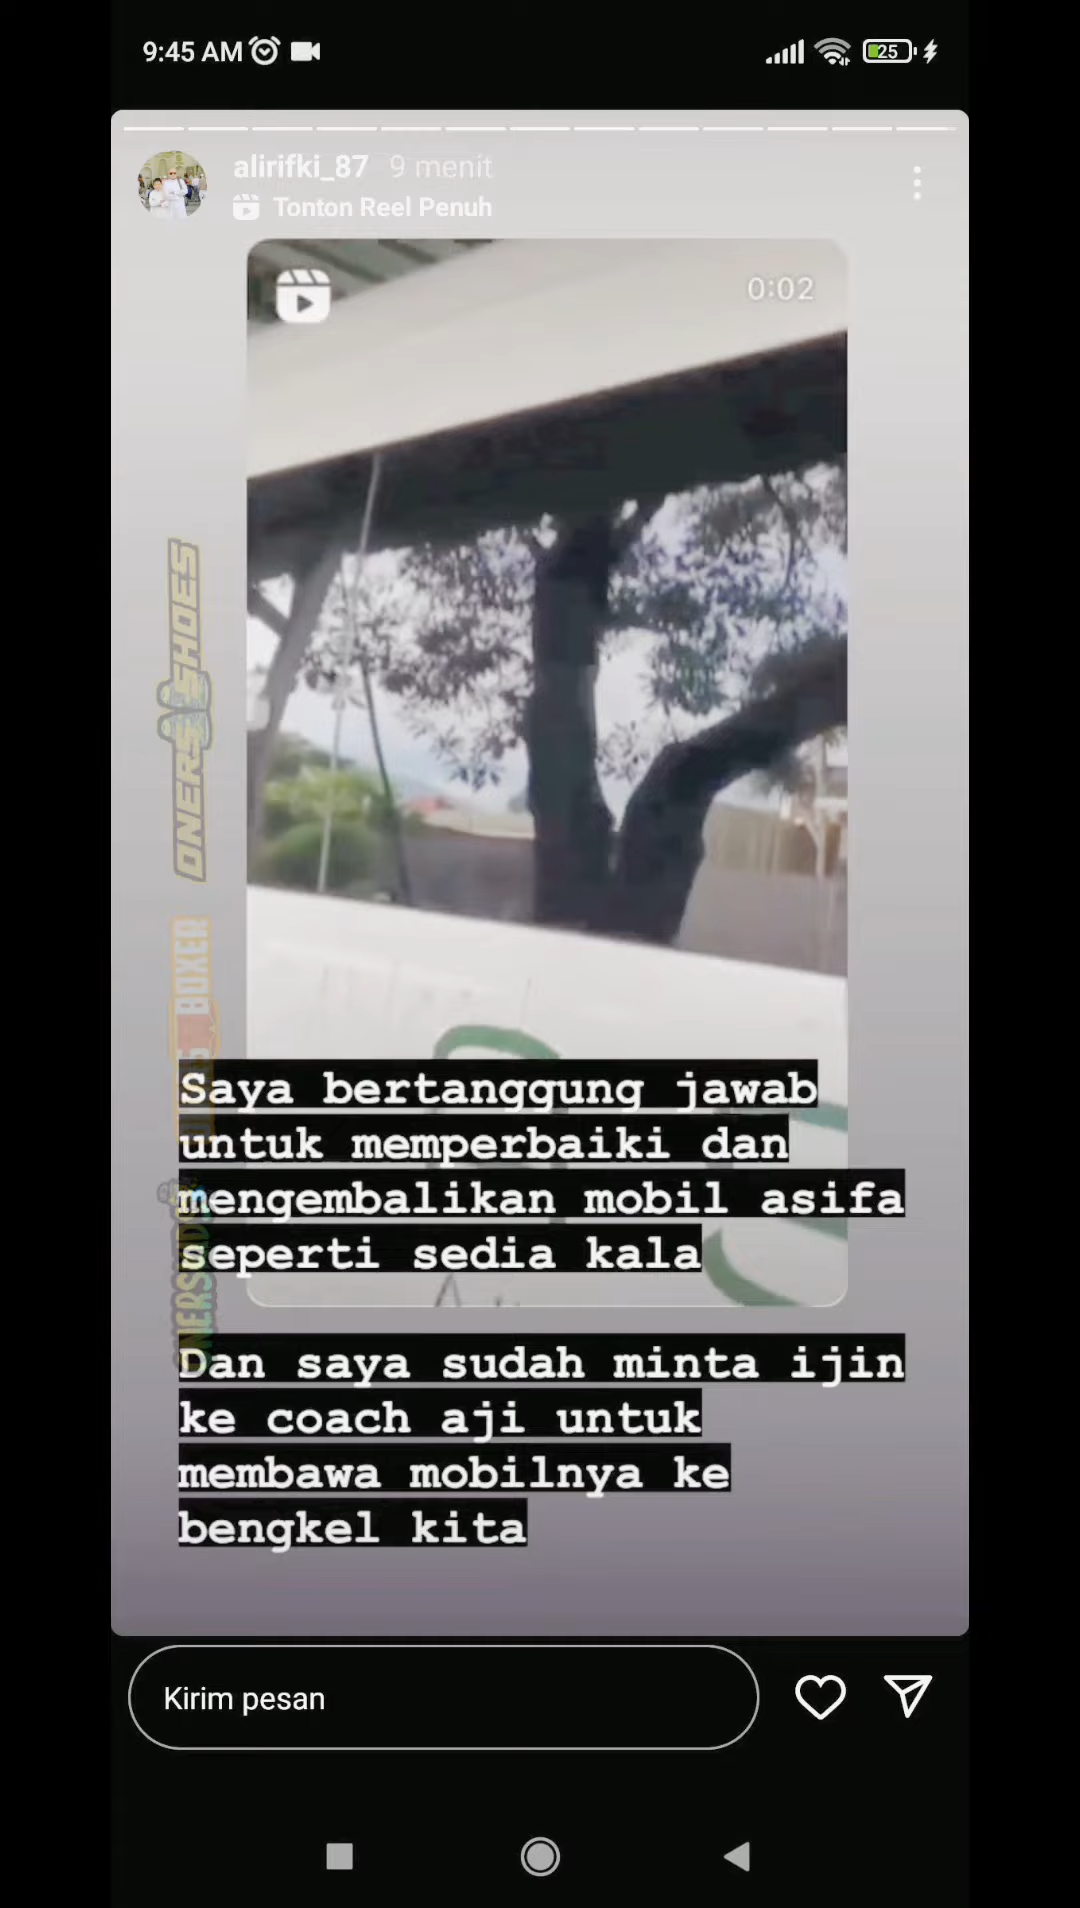 9:45 AM
25
alirifki_87 9 menit
Tonton Reel Penuh
0:02
ONERS SHOES
BOXER
Saya bertanggung jawab
untuk memperbaiki dan
mengembalikan mobil asifa
seperti sedia kala
Dan saya sudah minta ijin
ke coach aji untuk
membawa mobilnya ke
bengkel kita
Kirim pesan